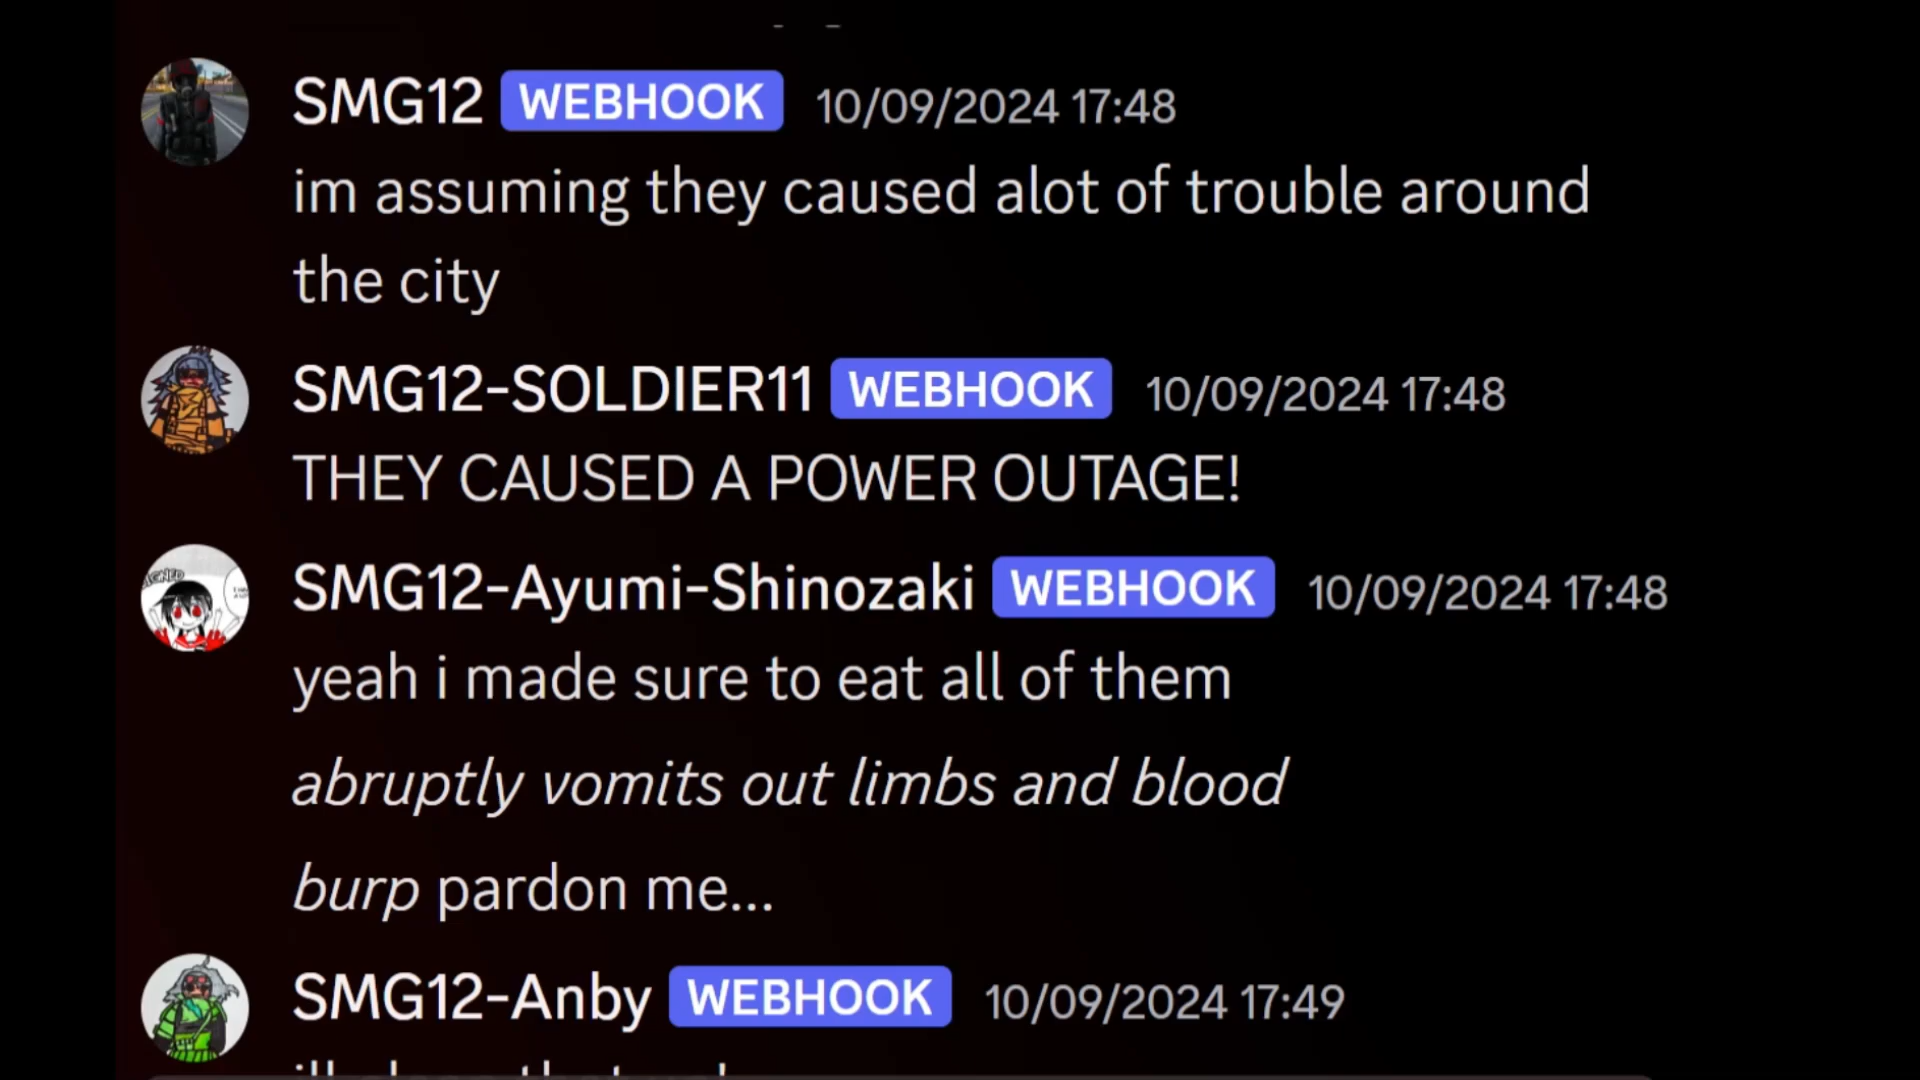 SMG12 WEBHOOK 10/09/2024 17:48
im assuming they caused alot of trouble around
the city
SMG12-SOLDIER11 WEBHOOK 10/09/2024 17:48
THEY CAUSED A POWER OUTAGE!
SMG12-Ayumi-Shinozaki WEBHOOK 10/09/2024 17:48
yeah i made sure to eat all of them
abruptly vomits out limbs and blood
burp pardon me...
SMG12-Anby WEBHOOK 10/09/2024 17:49